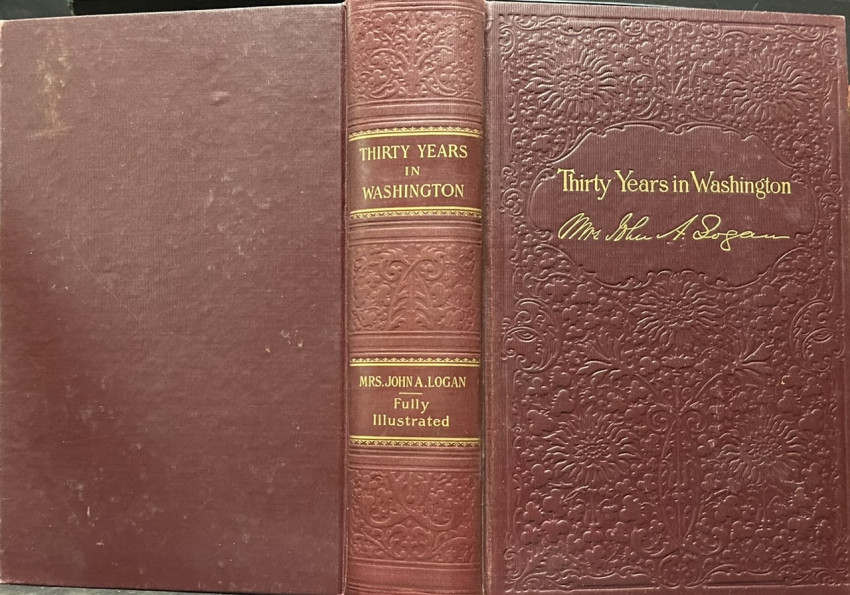 THIRTY YEARS
IN
WASHINGTON
MRS. JOHN A. LOGAN
Fully
Illustrated
Thirty Years in Washington
Mrs John A. Logan